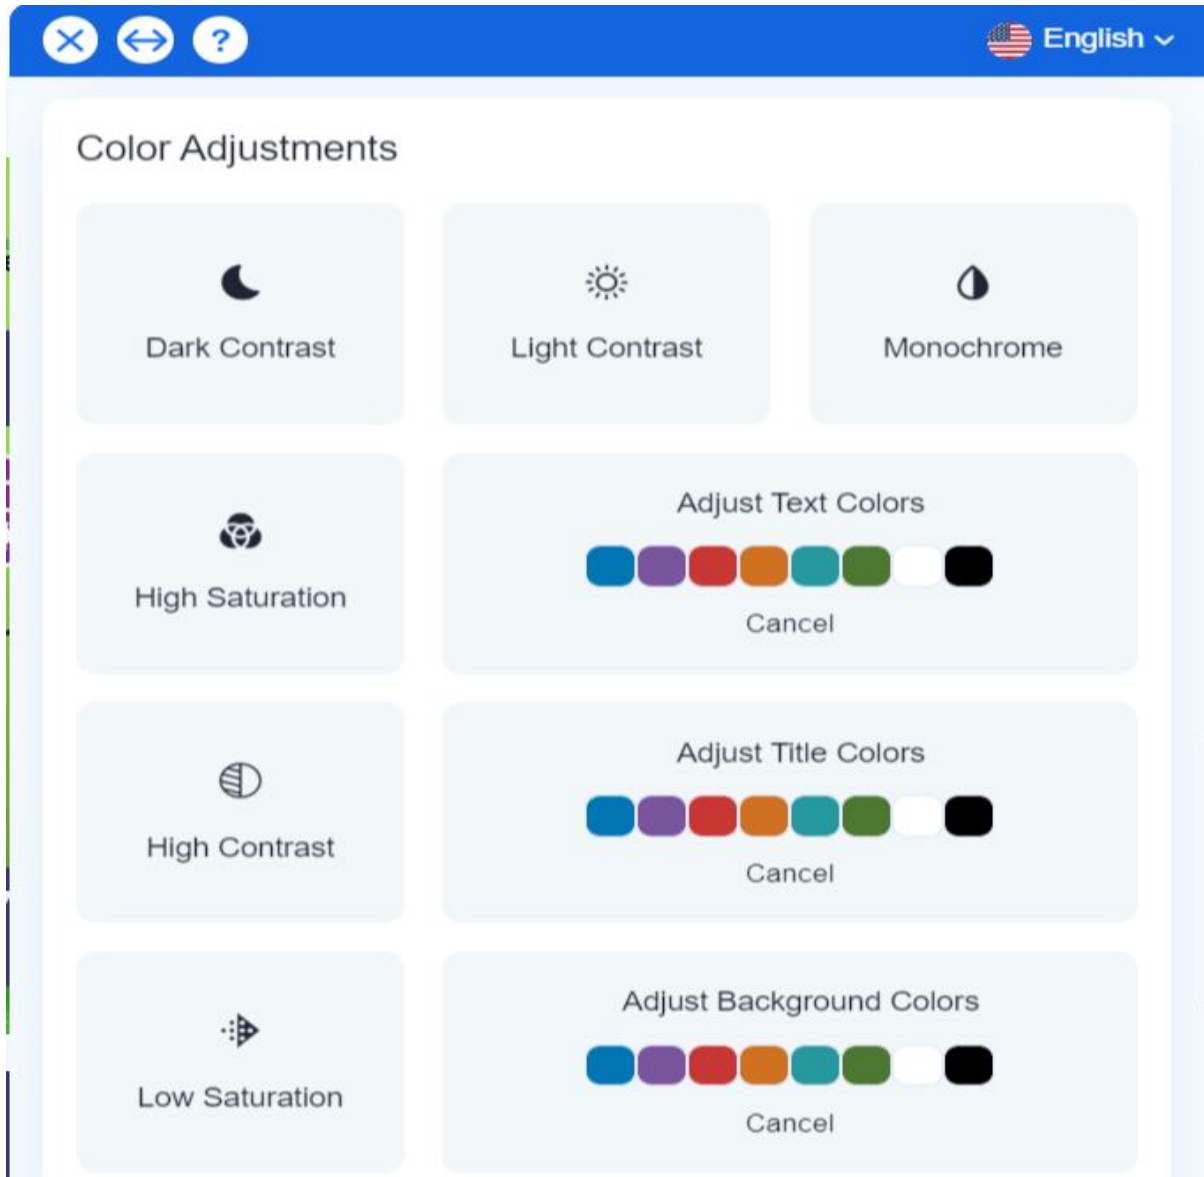 English
Color Adjustments
Dark Contrast
Light Contrast
Monochrome
High Saturation
Adjust Text Colors
Cancel
High Contrast
Adjust Title Colors
Cancel
Low Saturation
Adjust Background Colors
Cancel